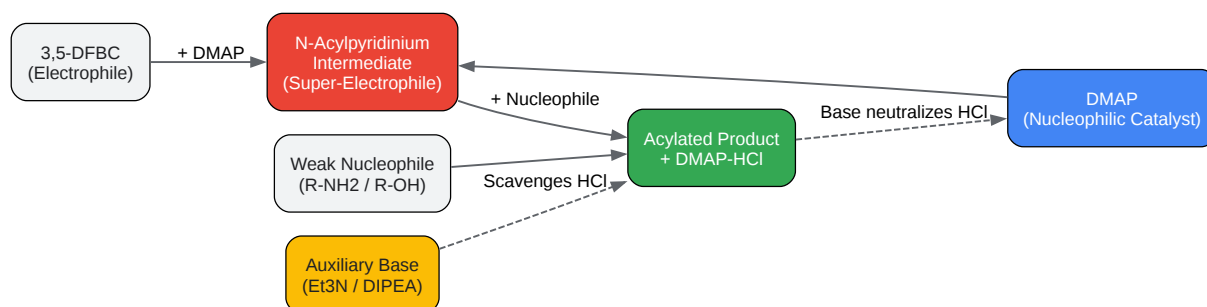 3,5-DFBC
(Electrophile)
+ DMAP
N-Acylpyridinium
Intermediate
(Super-Electrophile)
+ Nucleophile
Weak Nucleophile
(R-NH2 / R-OH)
Scavenges HCl
Auxiliary Base
(Et3N / DIPEA)
Acylated Product
+ DMAP-HCl
Base neutralizes HCl
DMAP
(Nucleophilic Catalyst)